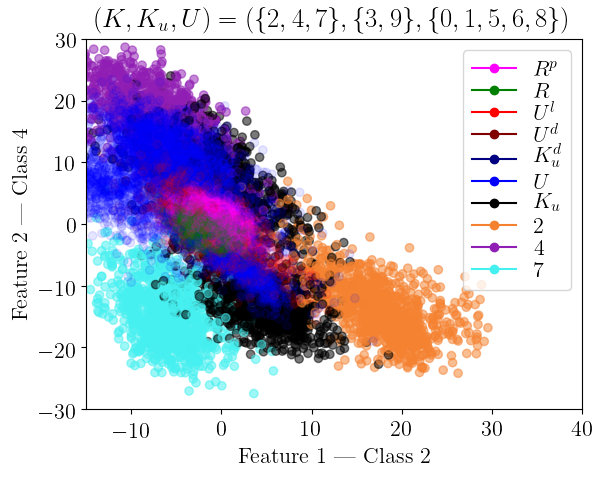 (K, K_u, U) = ({2, 4, 7}, {3, 9}, {0, 1, 5, 6, 8})
30
20
10
0
−10
−20
−30
Feature 2 — Class 4
−10
0
10
20
30
40
Feature 1 — Class 2
R^p
R
U^l
U^d
K_u^d
U
K_u
2
4
7